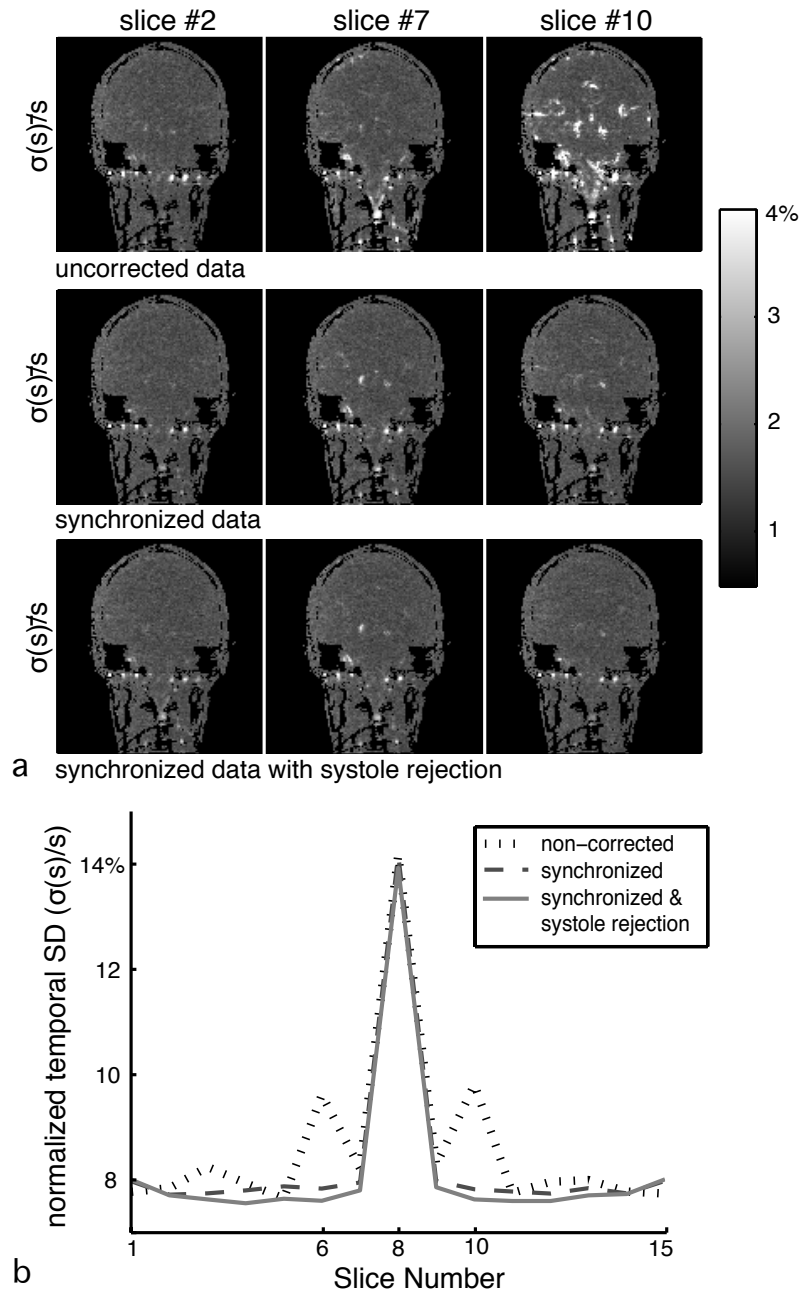 slice #2
slice #7
slice #10
σ(s)/s
uncorrected data
σ(s)/s
synchronized data
σ(s)/s
synchronized data with systole rejection
4%
3
2
1
a
normalized temporal SD (σ(s)/s)
14%
12
10
8
non-corrected
synchronized
synchronized &
systole rejection
1
6
8
10
15
Slice Number
b